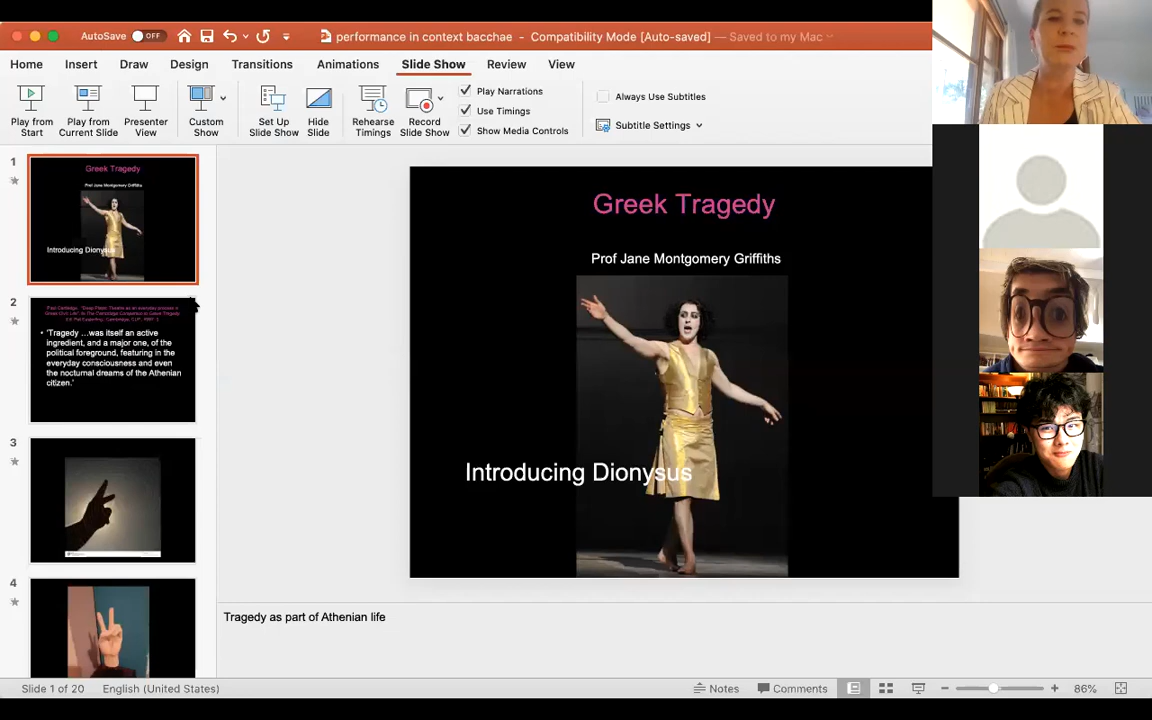 AutoSave OFF
performance in context bacchae - Compatibility Mode [Auto-saved] — Saved to my Mac
Home Insert Draw Design Transitions Animations Slide Show Review View
Play from Start
Play from Current Slide
Presenter View
Custom Show
Set Up Slide Show
Hide Slide
Rehearse Timings
Record Slide Show
Play Narrations
Use Timings
Show Media Controls
Always Use Subtitles
Subtitle Settings
1
Greek Tragedy
Prof Jane Montgomery Griffiths
Introducing Dionysus
2
• 'Tragedy …was itself an active
ingredient, and a major one, of the
political foreground, featuring in the
everyday consciousness and even
the nocturnal dreams of the Athenian
citizen.'
3
4
Greek Tragedy
Prof Jane Montgomery Griffiths
Introducing Dionysus
Tragedy as part of Athenian life
Slide 1 of 20 English (United States)
Notes Comments 86%